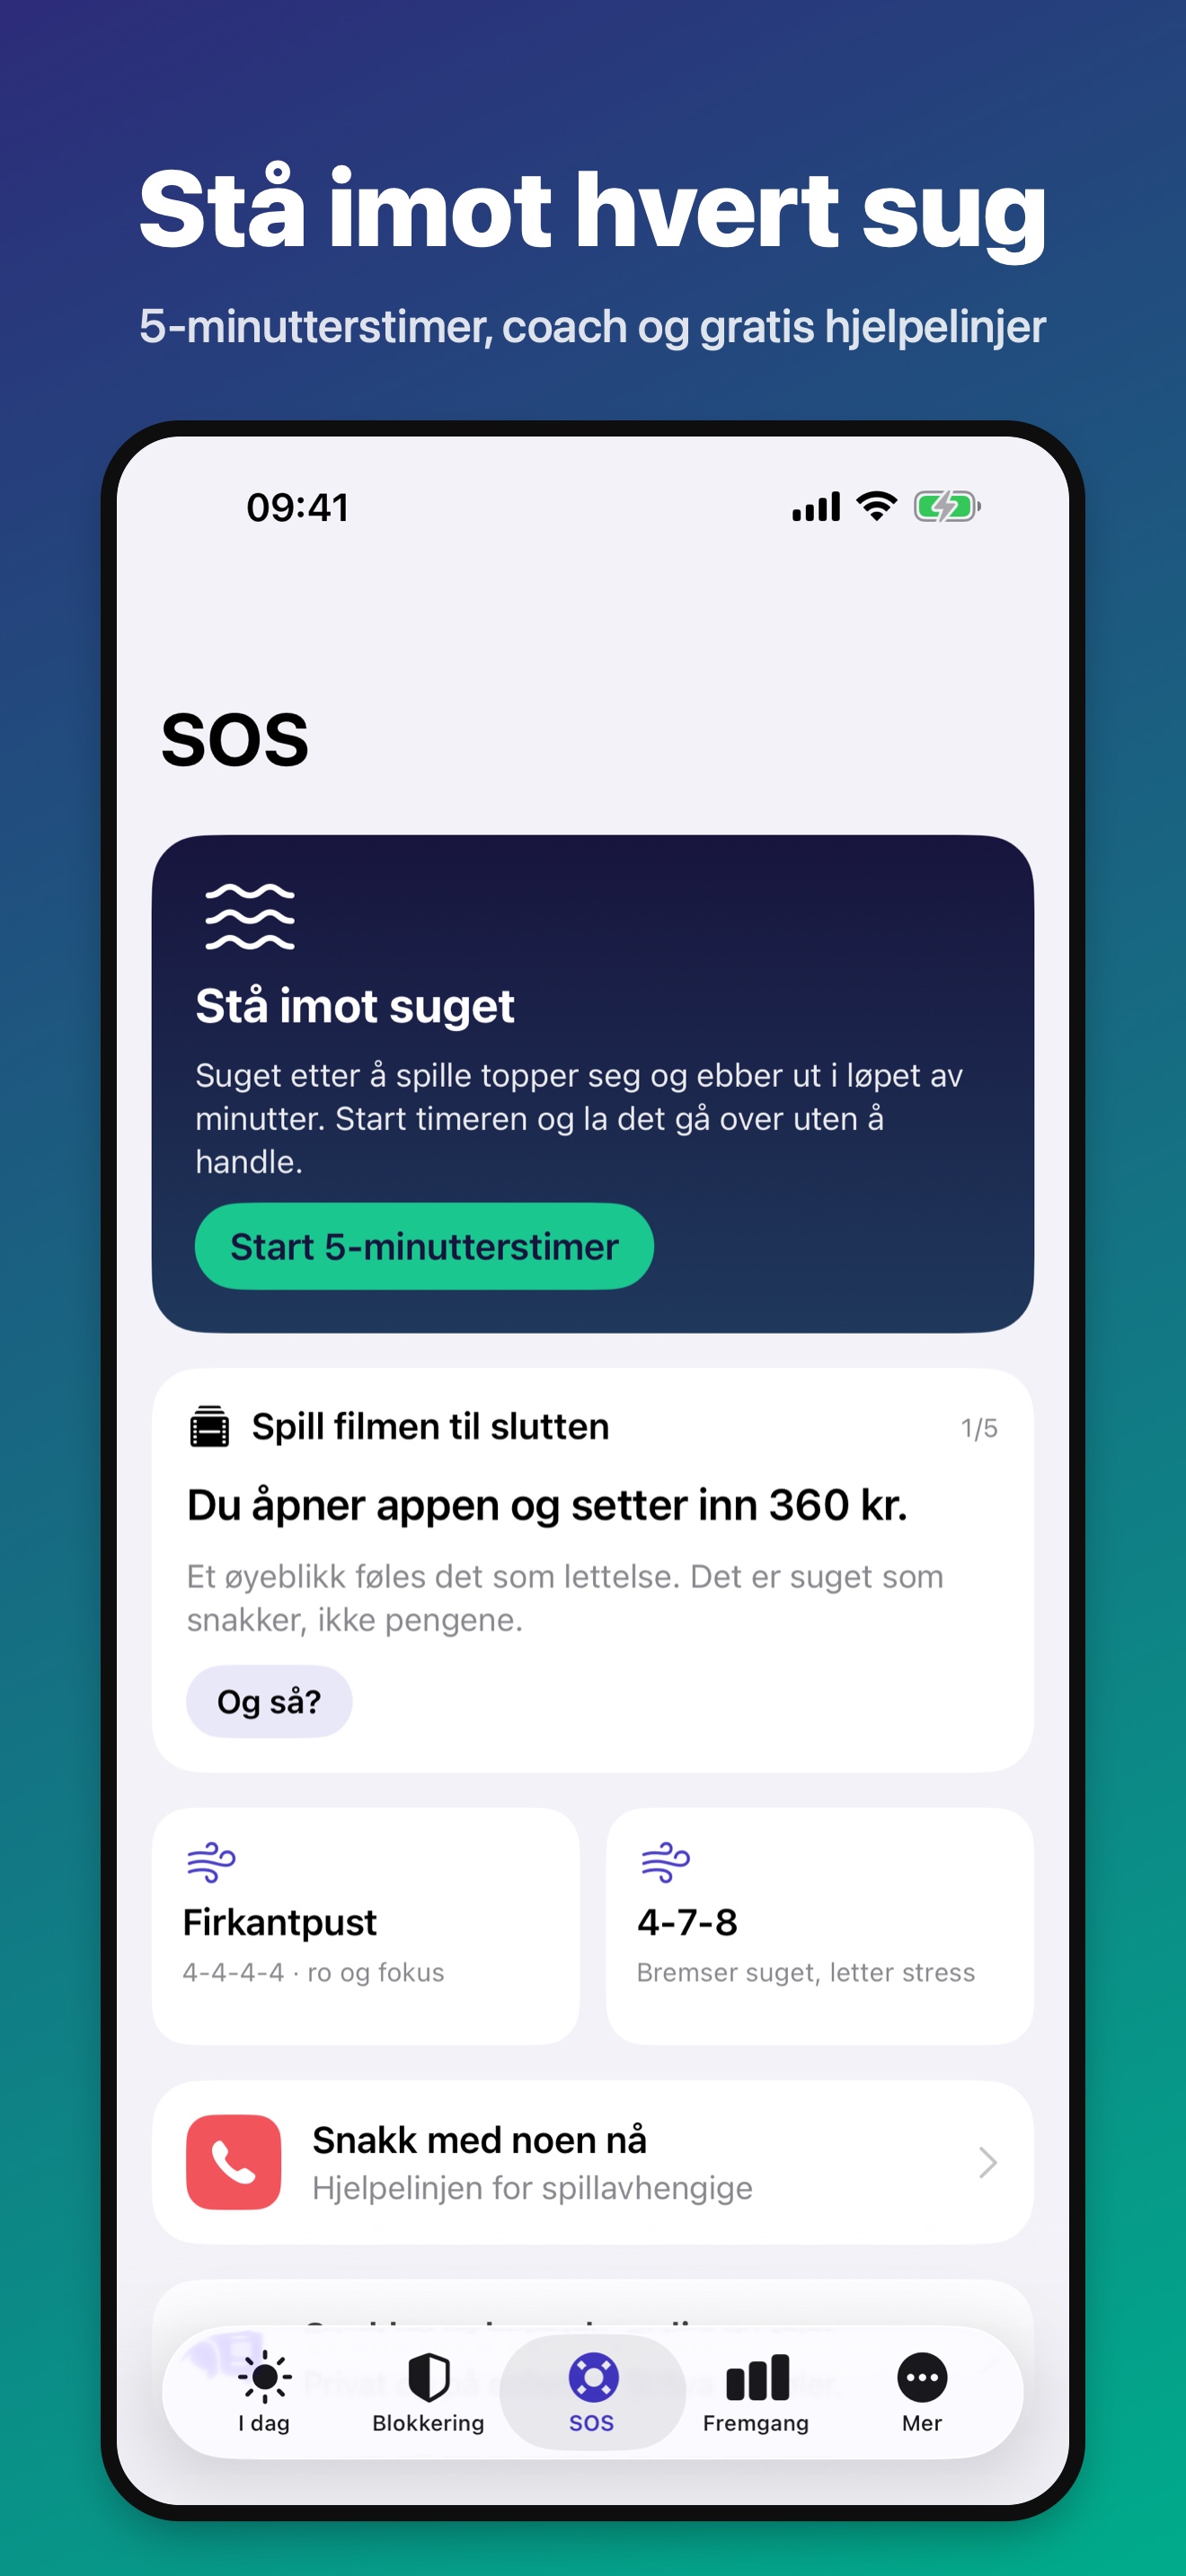 Stå imot hvert sug
5-minutterstimer, coach og gratis hjelpelinjer
09:41
SOS
Stå imot suget
Suget etter å spille topper seg og ebber ut i løpet av
minutter. Start timeren og la det gå over uten å
handle.
Start 5-minutterstimer
Spill filmen til slutten
1/5
Du åpner appen og setter inn 360 kr.
Et øyeblikk føles det som lettelse. Det er suget som
snakker, ikke pengene.
Og så?
Firkantpust
4-4-4-4 · ro og fokus
4-7-8
Bremser suget, letter stress
Snakk med noen nå
Hjelpelinjen for spillavhengige
I dag
Blokkering
SOS
Fremgang
Mer